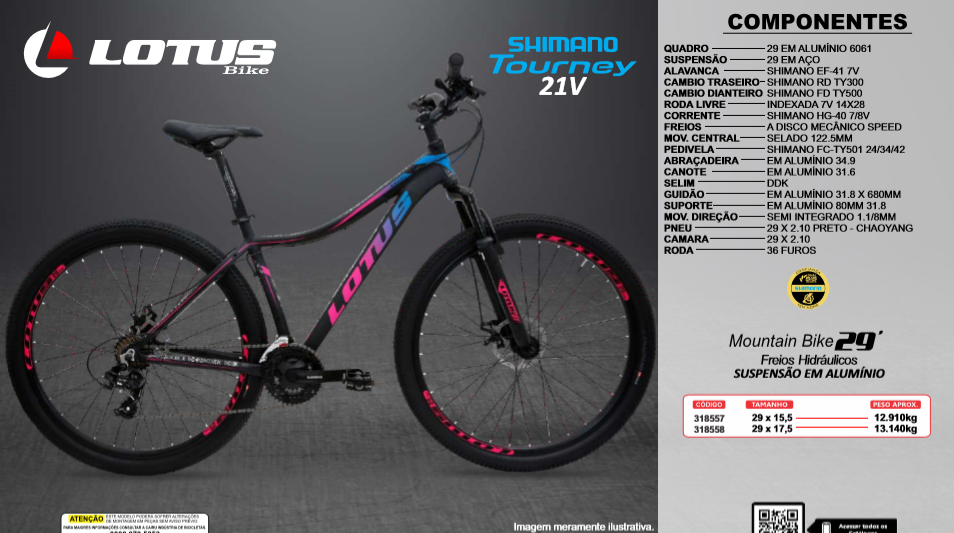 LOTUS
Bike
SHIMANO
Tourney
21V
LOTUS
LOTUS
LOTUS
COMPONENTES
QUADRO 29 EM ALUMÍNIO 6061
SUSPENSÃO 29 EM AÇO
ALAVANCA SHIMANO EF-41 7V
CAMBIO TRASEIRO SHIMANO RD TY300
CAMBIO DIANTEIRO SHIMANO FD TY500
RODA LIVRE INDEXADA 7V 14X28
CORRENTE SHIMANO HG-40 7/8V
FREIOS A DISCO MECÂNICO SPEED
MOV. CENTRAL SELADO 122.5MM
PEDIVELA SHIMANO FC-TY501 24/34/42
ABRAÇADEIRA EM ALUMÍNIO 34.9
CANOTE EM ALUMÍNIO 31.6
SELIM DDK
GUIDÃO EM ALUMÍNIO 31.8 X 680MM
SUPORTE EM ALUMÍNIO 80MM 31.8
MOV. DIREÇÃO SEMI INTEGRADO 1.1/8MM
PNEU 29 X 2.10 PRETO - CHAOYANG
CAMARA 29 X 2.10
RODA 36 FUROS
SHIMANO
Mountain Bike 29'
Freios Hidráulicos
SUSPENSÃO EM ALUMÍNIO
CÓDIGO TAMANHO PESO APROX.
318557 29 x 15,5 12.910kg
318558 29 x 17,5 13.140kg
ATENÇÃO ESTE MODELO PODERÁ SOFRER ALTERAÇÕES
DE MONTAGEM EM PEÇAS SEM AVISO PRÉVIO
PARA MAIORES INFORMAÇÕES CONSULTAR A CAIRU INDÚSTRIA DE BICICLETAS
Imagem meramente ilustrativa.
Acessar todos os